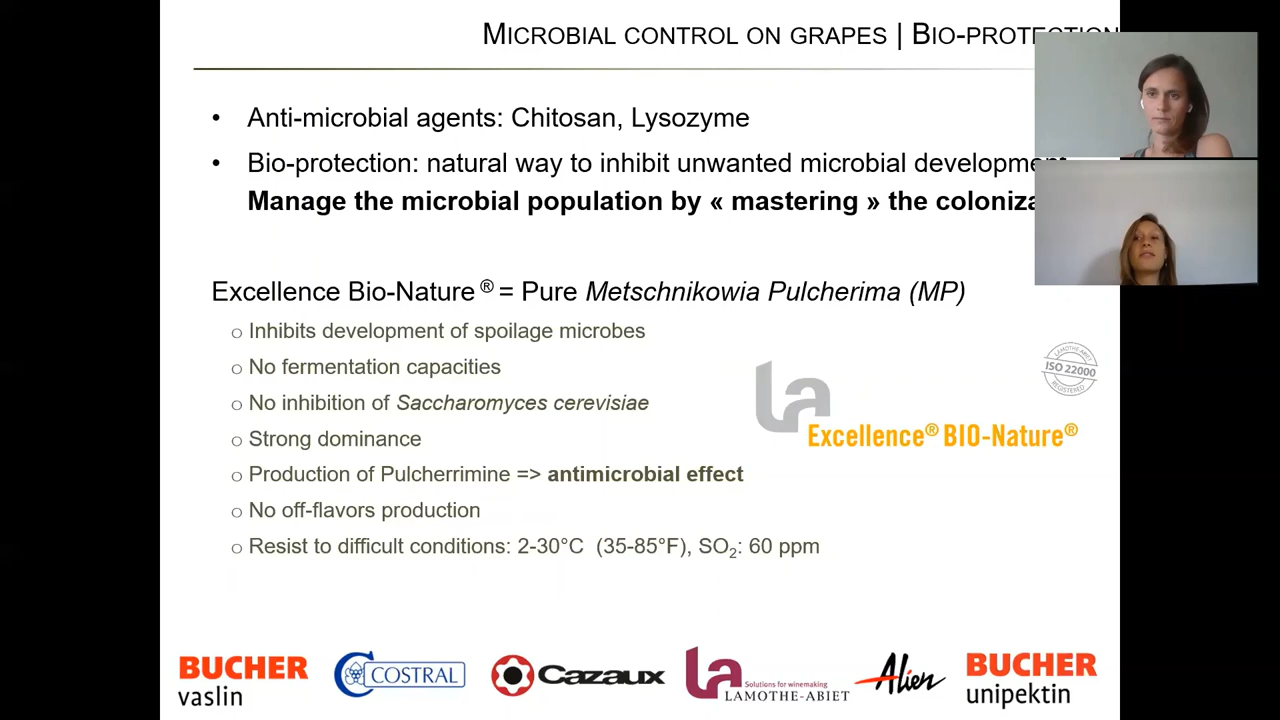 MICROBIAL CONTROL ON GRAPES | BIO-PROTECTION
• Anti-microbial agents: Chitosan, Lysozyme
• Bio-protection: natural way to inhibit unwanted microbial development
Manage the microbial population by « mastering » the coloniza
Excellence Bio-Nature ® = Pure Metschnikowia Pulcherima (MP)
o Inhibits development of spoilage microbes
o No fermentation capacities
o No inhibition of Saccharomyces cerevisiae
o Strong dominance
o Production of Pulcherrimine => antimicrobial effect
o No off-flavors production
o Resist to difficult conditions: 2-30°C (35-85°F), SO2: 60 ppm
LAMOTHE-ABIET
ISO 22000
REGISTERED
la
Excellence® BIO-Nature®
BUCHER
vaslin
COSTRAL
Cazaux
la
Solutions for winemaking
LAMOTHE-ABIET
Alien
BUCHER
unipektin